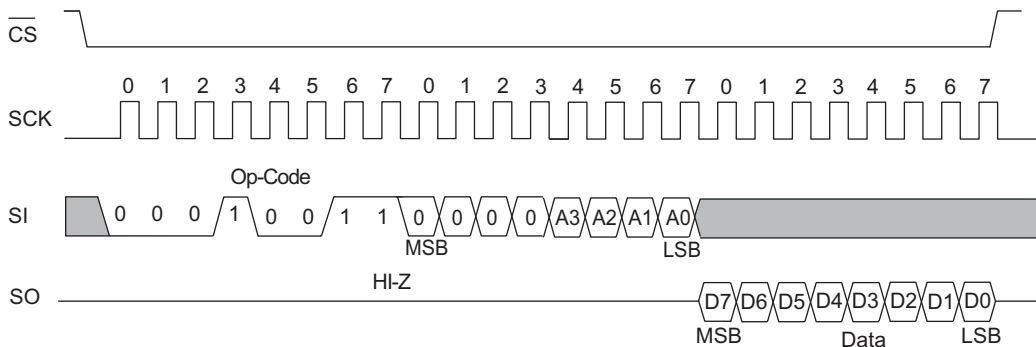 CS
0 1 2 3 4 5 6 7 0 1 2 3 4 5 6 7 0 1 2 3 4 5 6 7
SCK
Op-Code
SI 0 0 0 1 0 0 1 1 0 0 0 0 A3 A2 A1 A0
MSB LSB
HI-Z
SO D7 D6 D5 D4 D3 D2 D1 D0
MSB Data LSB